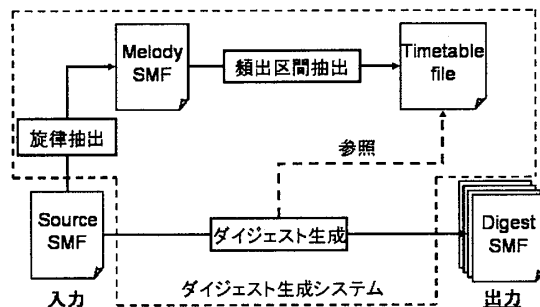 Melody
SMF
頻出区間抽出
Timetable
file
旋律抽出
参照
Source
SMF
ダイジェスト生成
Digest
SMF
入力
ダイジェスト生成システム
出力